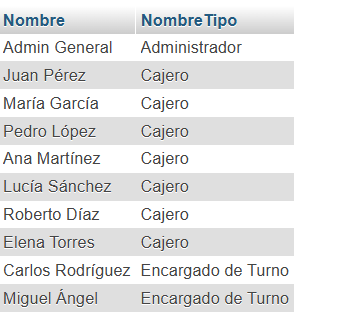 Nombre NombreTipo
Admin General Administrador
Juan Pérez Cajero
María García Cajero
Pedro López Cajero
Ana Martínez Cajero
Lucía Sánchez Cajero
Roberto Díaz Cajero
Elena Torres Cajero
Carlos Rodríguez Encargado de Turno
Miguel Ángel Encargado de Turno